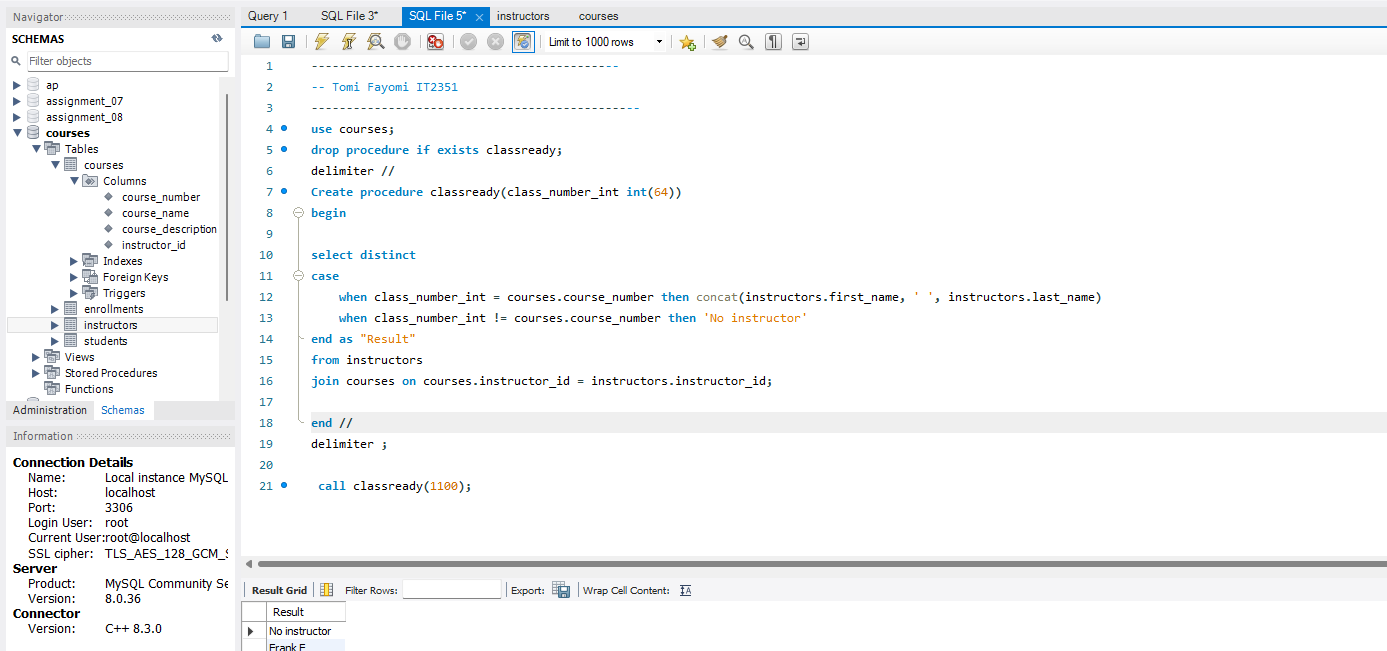 Navigator
SCHEMAS
Filter objects
ap
assignment_07
assignment_08
courses
Tables
courses
Columns
course_number
course_name
course_description
instructor_id
Indexes
Foreign Keys
Triggers
enrollments
instructors
students
Views
Stored Procedures
Functions
Administration Schemas
Information
Connection Details
Name: Local instance MySQL
Host: localhost
Port: 3306
Login User: root
Current User: root@localhost
SSL cipher: TLS_AES_128_GCM_S
Server
Product: MySQL Community Se
Version: 8.0.36
Connector
Version: C++ 8.3.0
Query 1 SQL File 3* SQL File 5* instructors courses
Limit to 1000 rows
1 --------------------------------------------
2 -- Tomi Fayomi IT2351
3 -----------------------------------------------
4 use courses;
5 drop procedure if exists classready;
6 delimiter //
7 Create procedure classready(class_number_int int(64))
8 begin
9
10 select distinct
11 case
12 when class_number_int = courses.course_number then concat(instructors.first_name, ' ', instructors.last_name)
13 when class_number_int != courses.course_number then 'No instructor'
14 end as "Result"
15 from instructors
16 join courses on courses.instructor_id = instructors.instructor_id;
17
18 end //
19 delimiter ;
20
21 call classready(1100);
Result Grid Filter Rows: Export: Wrap Cell Content:
Result
No instructor
Frank E